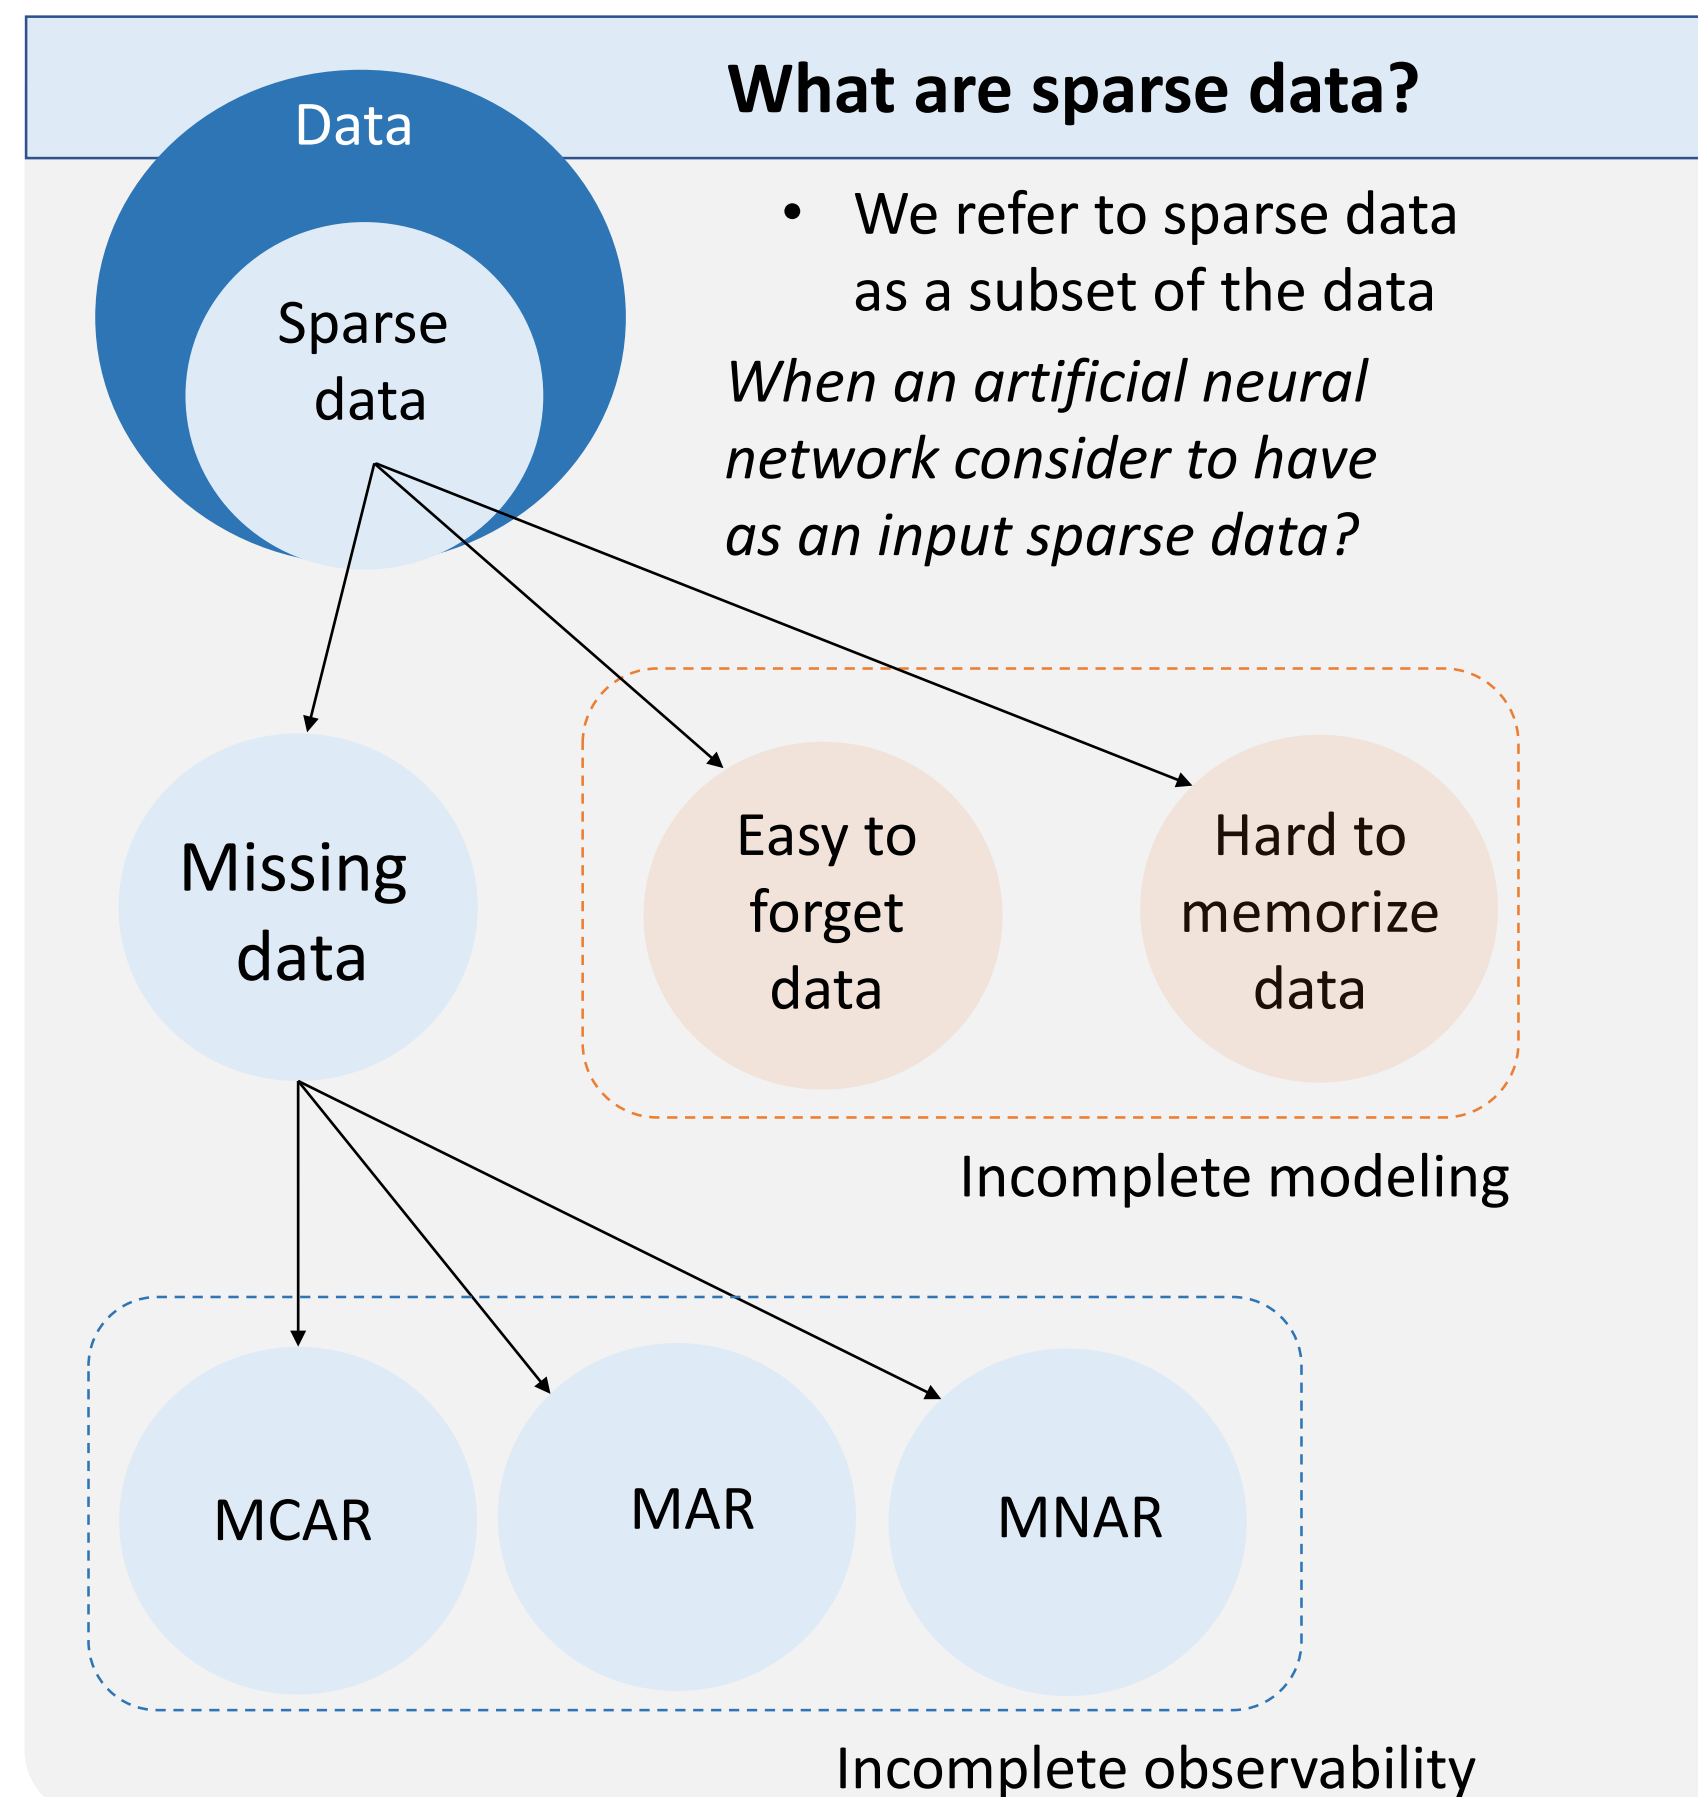 What are sparse data?
Data
Sparse
data
• We refer to sparse data
as a subset of the data
When an artificial neural
network consider to have
as an input sparse data?
Missing
data
Easy to
forget
data
Hard to
memorize
data
Incomplete modeling
MCAR
MAR
MNAR
Incomplete observability